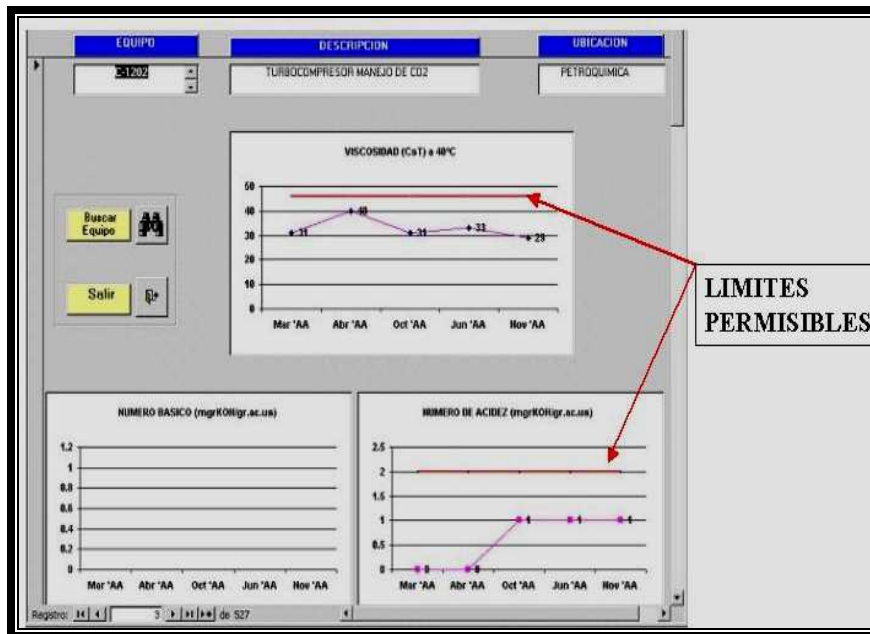 EQUIPO DESCRIPCION UBICACION
C-1202 TURBOCOMPRESOR MANEJO DE CO2 PETROQUIMICA
VISCOSIDAD (CsT) a 40ºC
50
40
30
20
10
0
31 40 31 33 29
Mar 'AA Abr 'AA Oct 'AA Jun 'AA Nov 'AA
Buscar
Equipo
Salir
LIMITES
PERMISIBLES
NUMERO BASICO (mgrKOH/gr.ac.us)
1.2
1
0.8
0.6
0.4
0.2
0
Mar 'AA Abr 'AA Oct 'AA Jun 'AA Nov 'AA
NUMERO DE ACIDEZ (mgrKOH/gr.ac.us)
2.5
2
1.5
1
0.5
0
0 0 1 1 1
Mar 'AA Abr 'AA Oct 'AA Jun 'AA Nov 'AA
Registro: 3 de 527